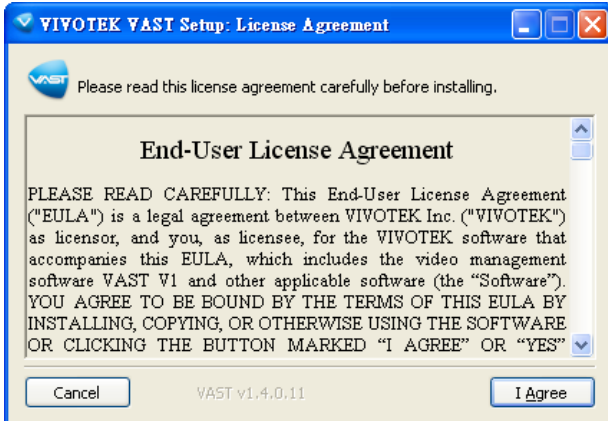 VIVOTEK VAST Setup: License Agreement
VAST
Please read this license agreement carefully before installing.
End-User License Agreement
PLEASE READ CAREFULLY: This End-User License Agreement
("EULA") is a legal agreement between VIVOTEK Inc. ("VIVOTEK")
as licensor, and you, as licensee, for the VIVOTEK software that
accompanies this EULA, which includes the video management
software VAST V1 and other applicable software (the “Software”).
YOU AGREE TO BE BOUND BY THE TERMS OF THIS EULA BY
INSTALLING, COPYING, OR OTHERWISE USING THE SOFTWARE
OR CLICKING THE BUTTON MARKED “I AGREE” OR “YES”
Cancel
VAST v1.4.0.11
I Agree